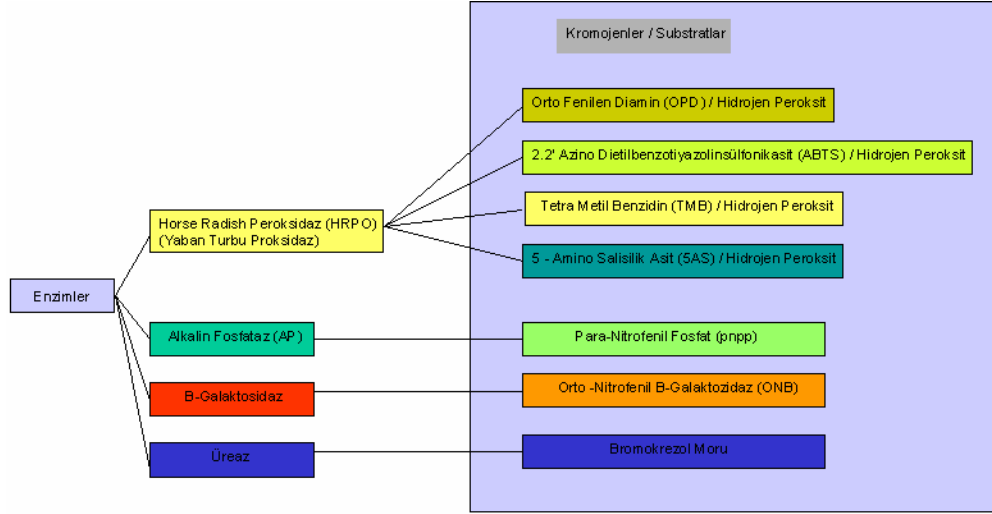 Kromojenler / Substratlar
Orto Fenilen Diamin (OPD) / Hidrojen Peroksit
2.2' Azino Dietilbenzotiyazolinsülfonikasit (ABTS) / Hidrojen Peroksit
Tetra Metil Benzidin (TMB) / Hidrojen Peroksit
Horse Radish Peroksidaz (HRPO)
(Yaban Turbu Proksidaz)
5 - Amino Salisilik Asit (5AS) / Hidrojen Peroksit
Enzimler
Alkalin Fosfataz (AP)
Para-Nitrofenil Fosfat (pnpp)
B-Galaktosidaz
Orto -Nitrofenil B-Galaktozidaz (ONB)
Üreaz
Bromokrezol Moru